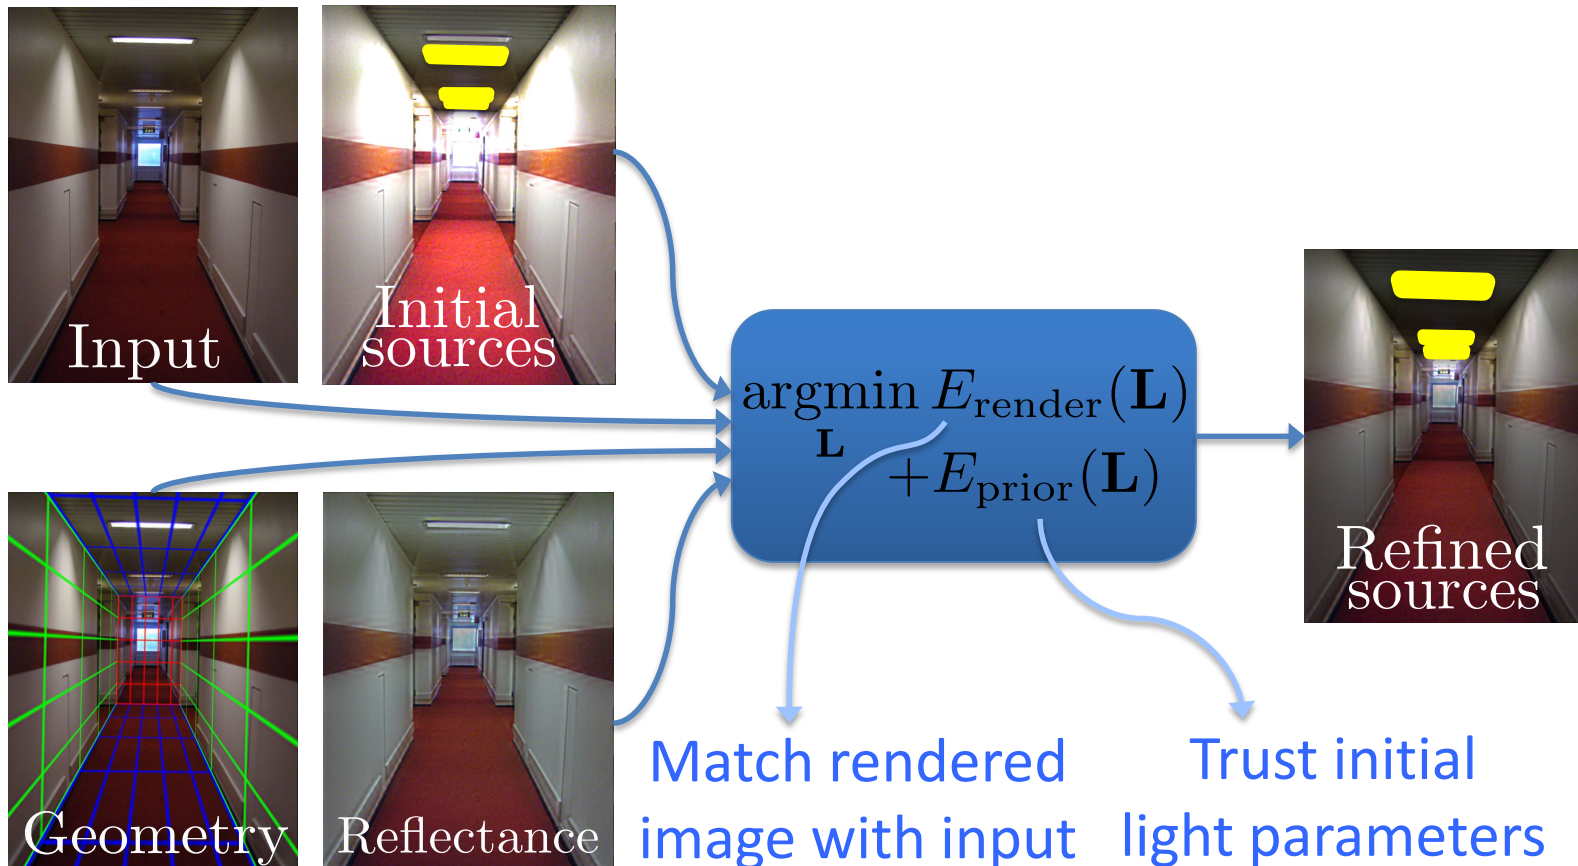 Input
Initial
sources
argmin E_render(L)
L
+E_prior(L)
Refined
sources
Geometry
Reflectance
Match rendered
image with input
Trust initial
light parameters